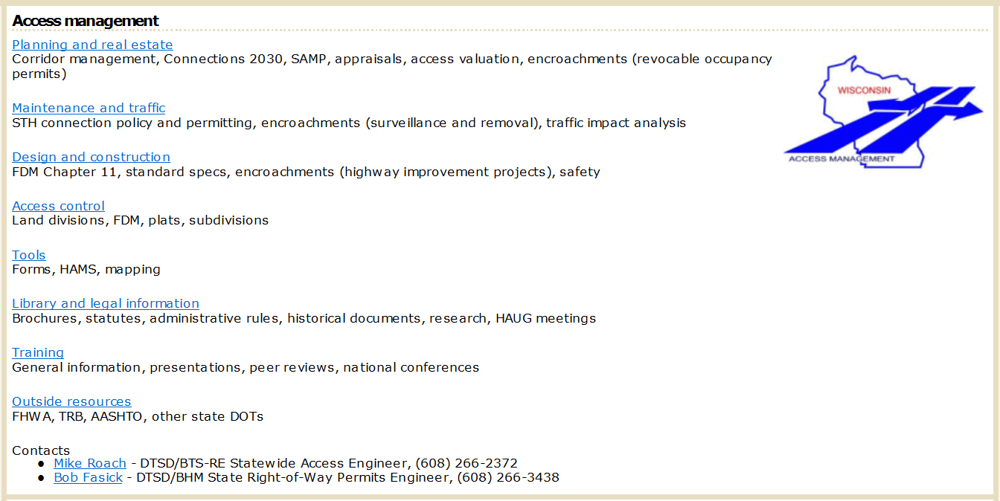 Access management
Planning and real estate
Corridor management, Connections 2030, SAMP, appraisals, access valuation, encroachments (revocable occupancy
permits)
WISCONSIN
ACCESS MANAGEMENT
Maintenance and traffic
STH connection policy and permitting, encroachments (surveillance and removal), traffic impact analysis
Design and construction
FDM Chapter 11, standard specs, encroachments (highway improvement projects), safety
Access control
Land divisions, FDM, plats, subdivisions
Tools
Forms, HAMS, mapping
Library and legal information
Brochures, statutes, administrative rules, historical documents, research, HAUG meetings
Training
General information, presentations, peer reviews, national conferences
Outside resources
FHWA, TRB, AASHTO, other state DOTs
Contacts
● Mike Roach - DTSD/BTS-RE Statewide Access Engineer, (608) 266-2372
● Bob Fasick - DTSD/BHM State Right-of-Way Permits Engineer, (608) 266-3438